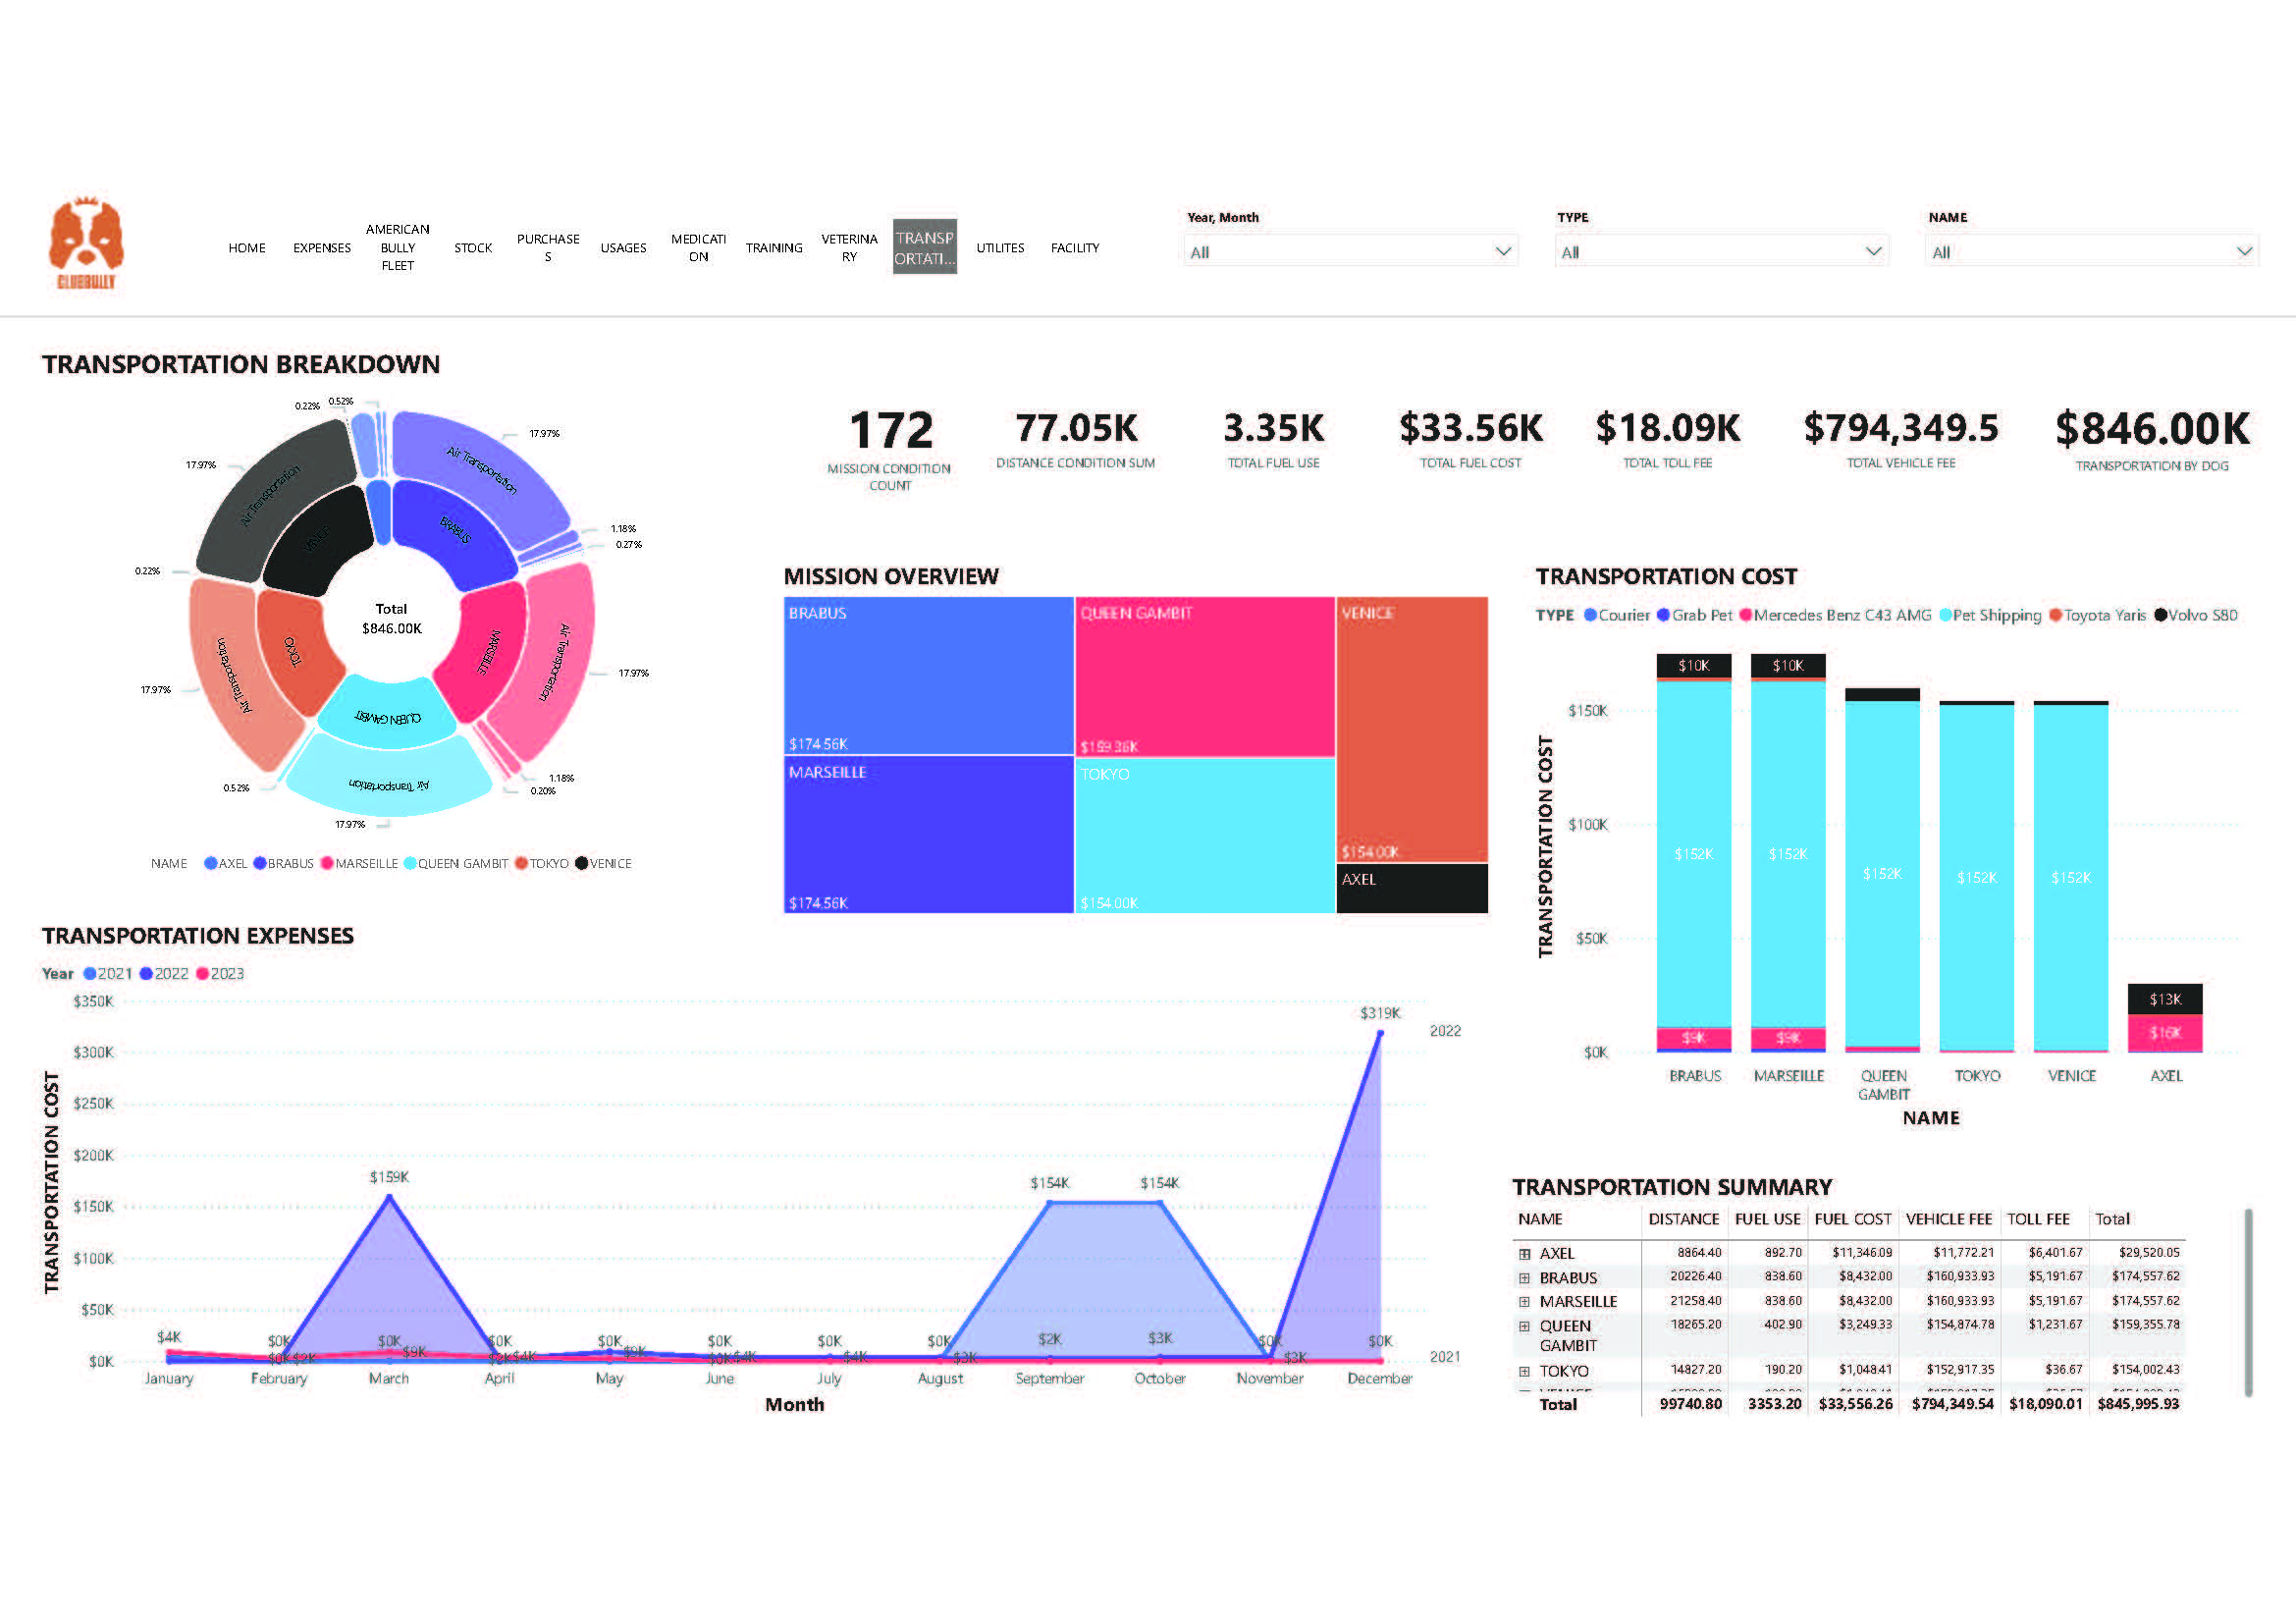 CLUBBULLY
HOME
EXPENSES
AMERICAN
BULLY
FLEET
STOCK
PURCHASE
S
USAGES
MEDICATI
ON
TRAINING
VETERINA
RY
TRANSP
ORTATI...
UTILITES
FACILITY
Year, Month
All
TYPE
All
NAME
All
TRANSPORTATION BREAKDOWN
0.22%
0.52%
17.97%
1.18%
0.27%
17.97%
1.18%
0.20%
17.97%
0.52%
17.97%
0.22%
17.97%
Air Transportation
BRABUS
Air Transportation
MARSEILLE
Air Transportation
QUEEN GAMBIT
Air Transportation
TOKYO
Air Transportation
VENICE
Total
$846.00K
NAME AXEL BRABUS MARSEILLE QUEEN GAMBIT TOKYO VENICE
172
MISSION CONDITION
COUNT
77.05K
DISTANCE CONDITION SUM
3.35K
TOTAL FUEL USE
$33.56K
TOTAL FUEL COST
$18.09K
TOTAL TOLL FEE
$794,349.5
TOTAL VEHICLE FEE
$846.00K
TRANSPORTATION BY DOG
MISSION OVERVIEW
BRABUS
$174.56K
MARSEILLE
$174.56K
QUEEN GAMBIT
$159.36K
TOKYO
$154.00K
VENICE
$154.00K
AXEL
TRANSPORTATION COST
TYPE Courier Grab Pet Mercedes Benz C43 AMG Pet Shipping Toyota Yaris Volvo S80
TRANSPORTATION COST
$150K
$100K
$50K
$0K
$10K
$10K
$152K
$152K
$152K
$152K
$152K
$9K
$9K
$13K
$16K
BRABUS
MARSEILLE
QUEEN
GAMBIT
TOKYO
VENICE
AXEL
NAME
TRANSPORTATION EXPENSES
Year 2021 2022 2023
TRANSPORTATION COST
$350K
$300K
$250K
$200K
$150K
$100K
$50K
$0K
$319K
2022
$159K
$154K
$154K
$4K
$0K
$0K
$0K
$0K
$0K
$0K
$0K
$2K
$3K
$0K
$0K
$0K
$2K
$9K
$2K
$4K
$9K
$0K
$4K
$4K
$3K
$3K
2021
January
February
March
April
May
June
July
August
September
October
November
December
Month
TRANSPORTATION SUMMARY
NAME DISTANCE FUEL USE FUEL COST VEHICLE FEE TOLL FEE Total
AXEL 8864.40 892.70 $11,346.09 $11,772.21 $6,401.67 $29,520.05
BRABUS 20226.40 838.60 $8,432.00 $160,933.93 $5,191.67 $174,557.62
MARSEILLE 21258.40 838.60 $8,432.00 $160,933.93 $5,191.67 $174,557.62
QUEEN 18265.20 402.90 $3,249.33 $154,874.78 $1,231.67 $159,355.78
GAMBIT
TOKYO 14827.20 190.20 $1,048.41 $152,917.35 $36.67 $154,002.43
Total 99740.80 3353.20 $33,556.26 $794,349.54 $18,090.01 $845,995.93